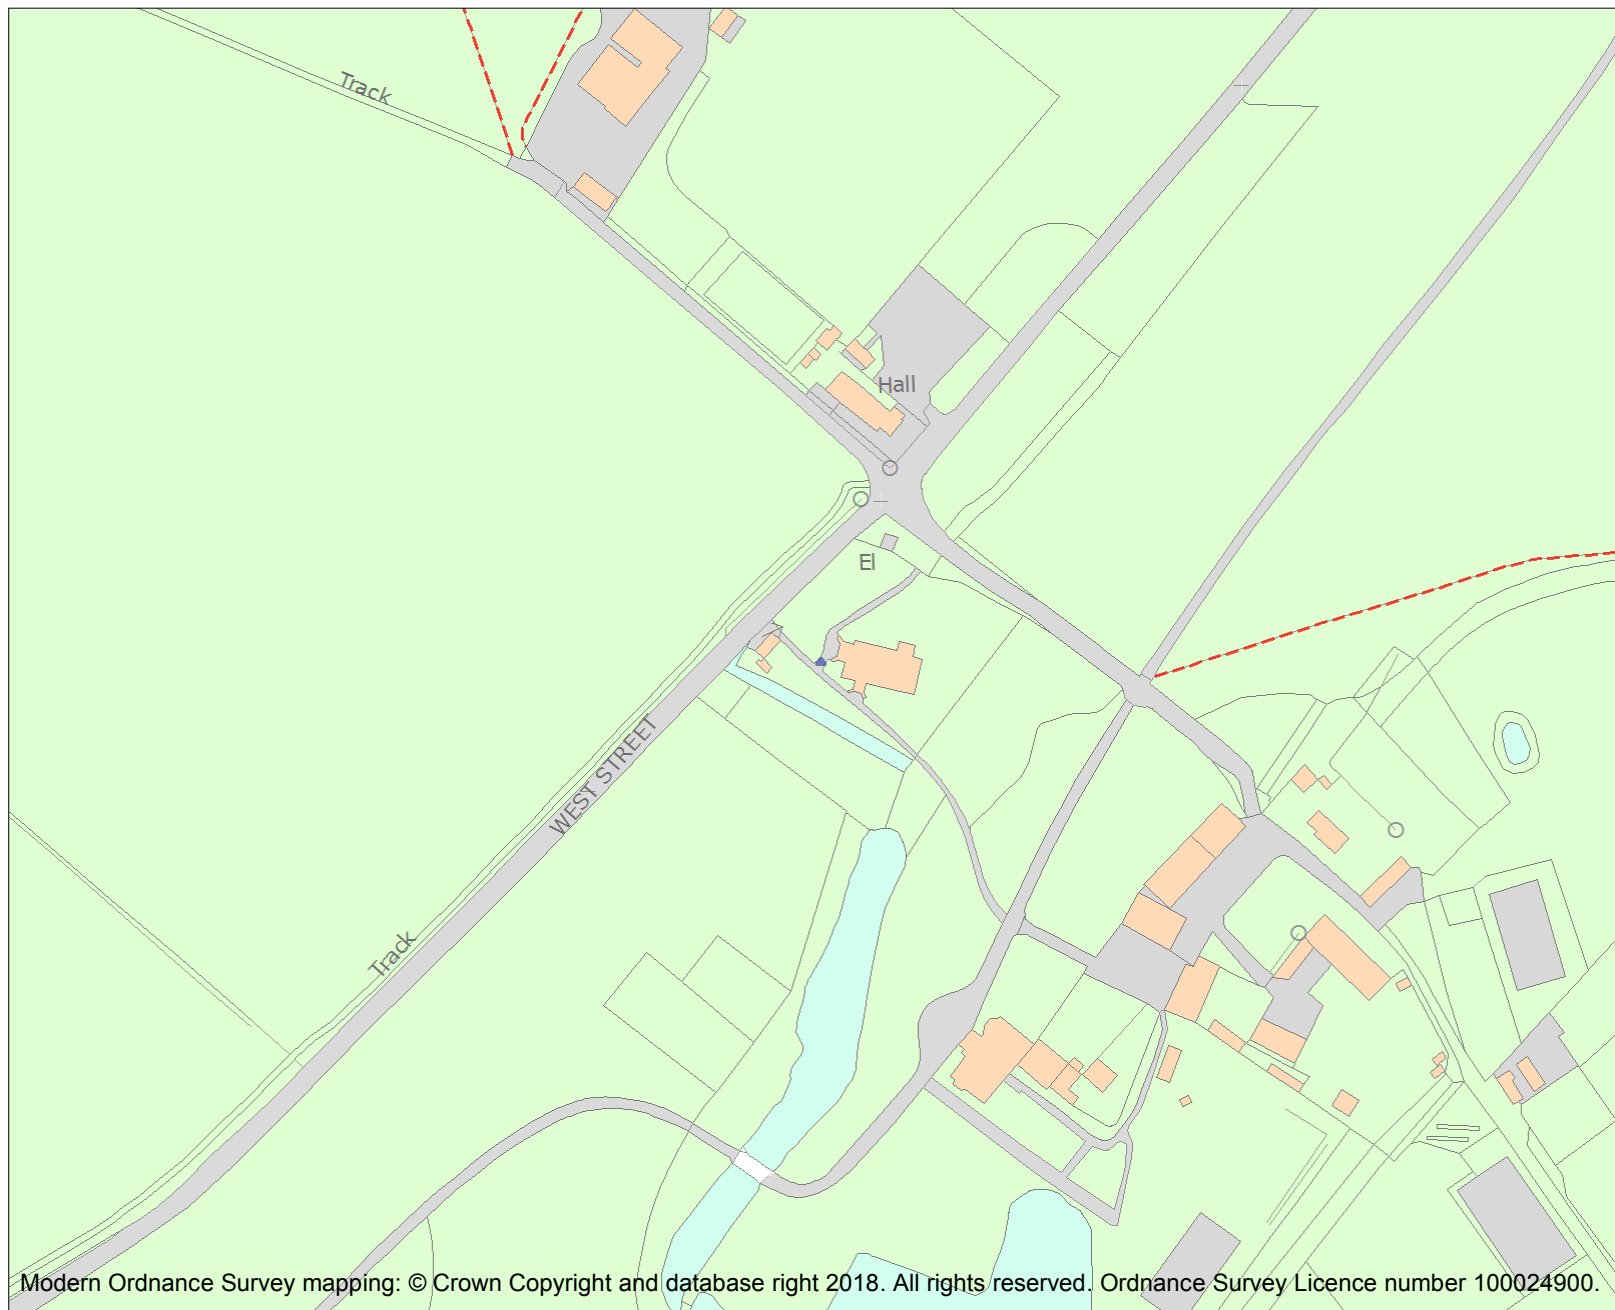 Track
Hall
El
WEST STREET
Track
Modern Ordnance Survey mapping: © Crown Copyright and database right 2018. All rights reserved. Ordnance Survey Licence number 100024900.